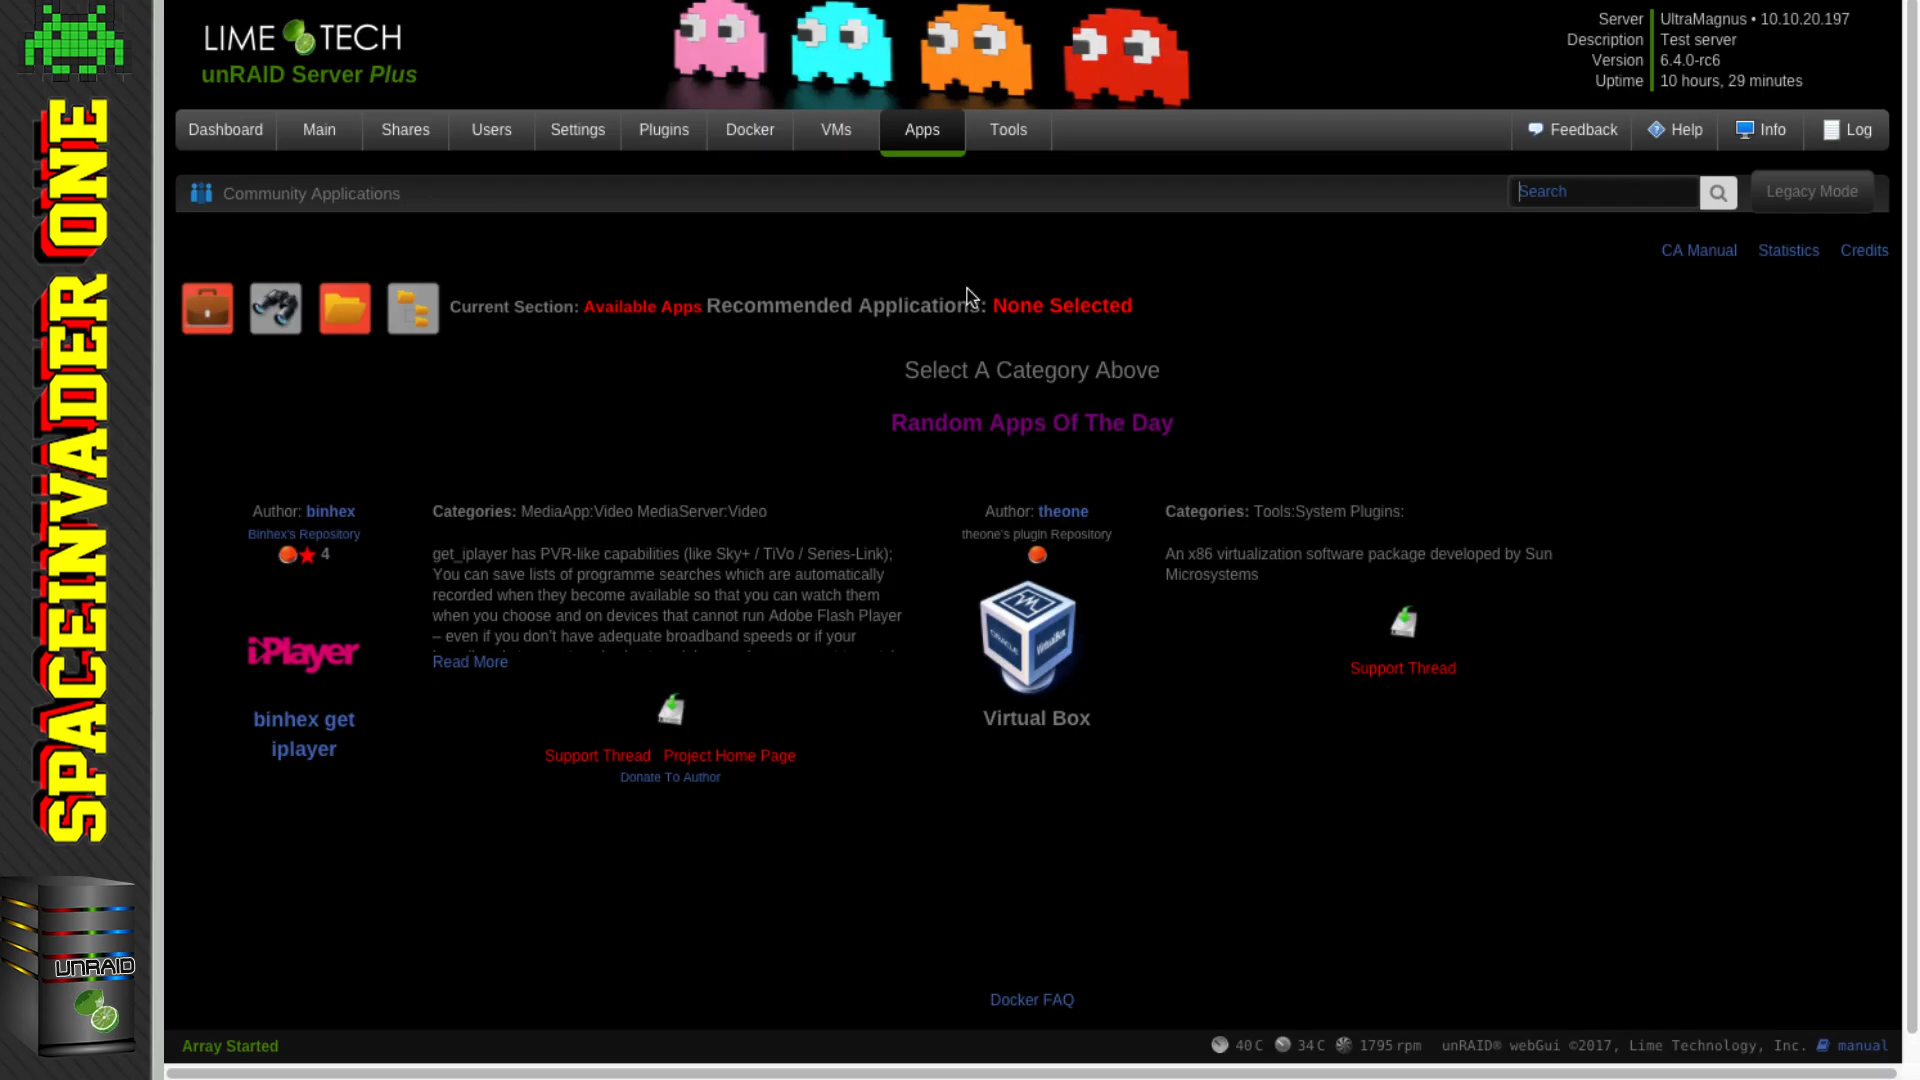 SPACEINVADER ONE
UNRAID
LIME TECH
unRAID Server Plus
Server UltraMagnus • 10.10.20.197
Description Test server
Version 6.4.0-rc6
Uptime 10 hours, 29 minutes
Dashboard Main Shares Users Settings Plugins Docker VMs Apps Tools Feedback Help Info Log
Community Applications Search Legacy Mode
CA Manual Statistics Credits
Current Section: Available Apps Recommended Applications: None Selected
Select A Category Above
Random Apps Of The Day
Author: binhex
Binhex's Repository
4
iPlayer
binhex get
iplayer
Categories: MediaApp:Video MediaServer:Video
get_iplayer has PVR-like capabilities (like Sky+ / TiVo / Series-Link);
You can save lists of programme searches which are automatically
recorded when they become available so that you can watch them
when you choose and on devices that cannot run Adobe Flash Player
– even if you don't have adequate broadband speeds or if your
Read More
Support Thread Project Home Page
Donate To Author
Author: theone
theone's plugin Repository
ORACLE VirtualBox
Virtual Box
Categories: Tools:System Plugins:
An x86 virtualization software package developed by Sun
Microsystems
Support Thread
Docker FAQ
Array Started 40 C 34 C 1795 rpm unRAID® webGui ©2017, Lime Technology, Inc. manual